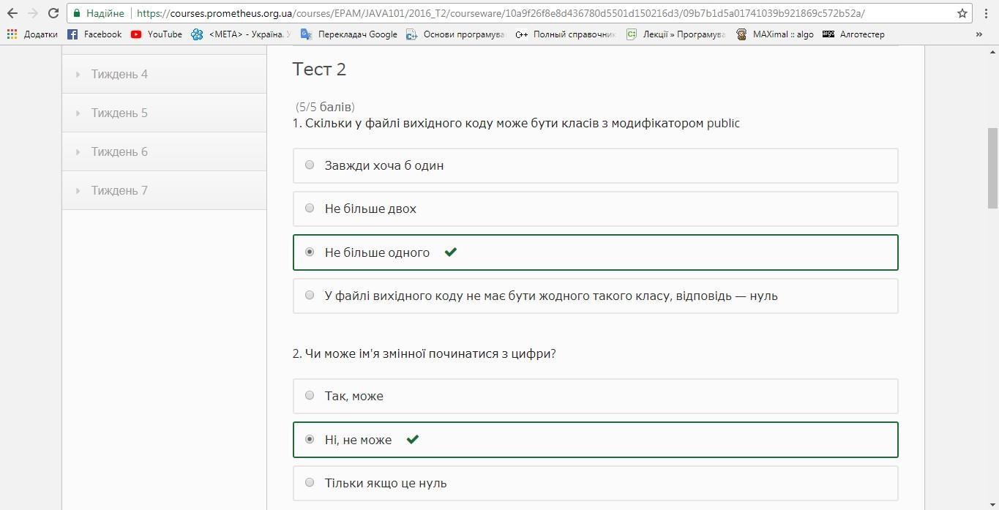 Надійне https://courses.prometheus.org.ua/courses/EPAM/JAVA101/2016_T2/courseware/10a9f26f8e8d436780d5501d150216d3/09b7b1d5a01741039b921869c572b52a/
Додатки Facebook YouTube <META> - Україна. Перекладач Google Основи програмува C++ Полный справочник Лекції » Програмува MAXimal :: algo algo Алготестер »
Тиждень 4
Тиждень 5
Тиждень 6
Тиждень 7
Тест 2
(5/5 балів)
1. Скільки у файлі вихідного коду може бути класів з модифікатором public
Завжди хоча б один
Не більше двох
Не більше одного
У файлі вихідного коду не має бути жодного такого класу, відповідь — нуль
2. Чи може ім'я змінної починатися з цифри?
Так, може
Ні, не може
Тільки якщо це нуль